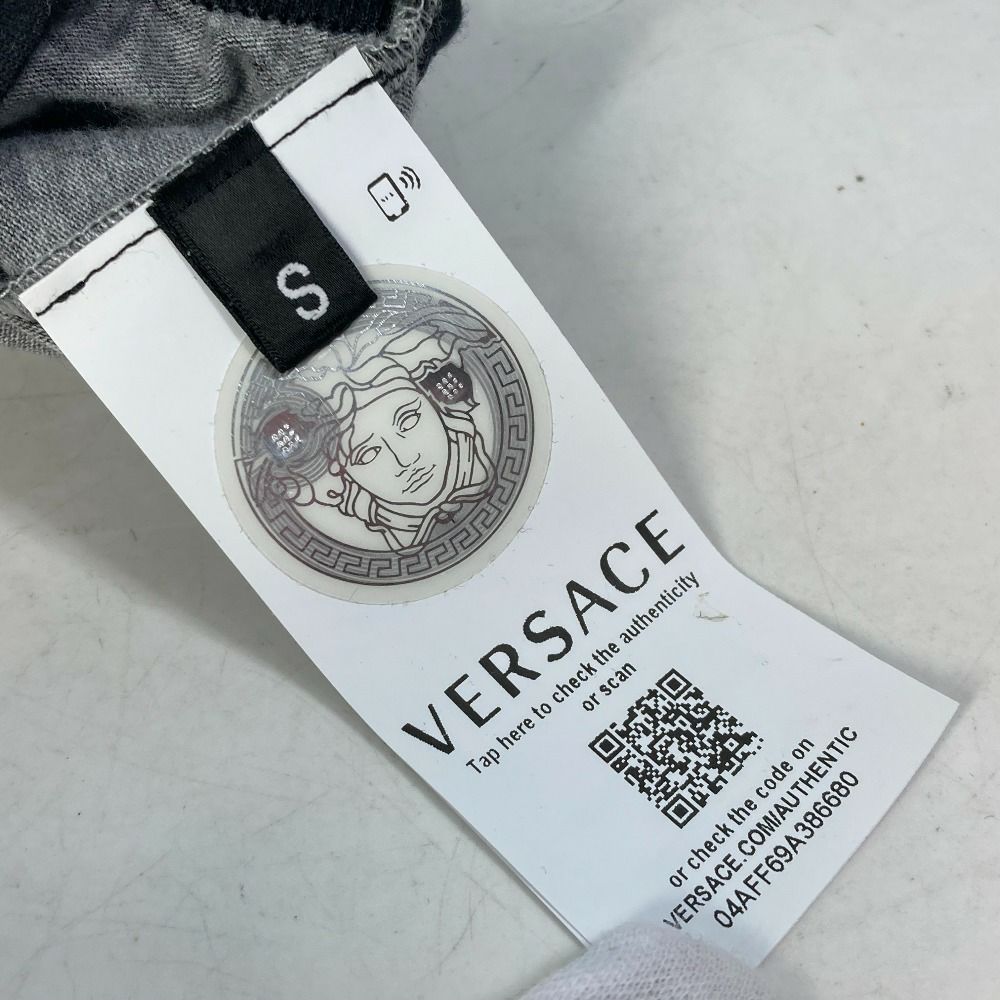 S
VERSACE
Tap here to check the authenticity
or scan
or check the code on
VERSACE.COM/AUTHENTIC
04AFF69A386680